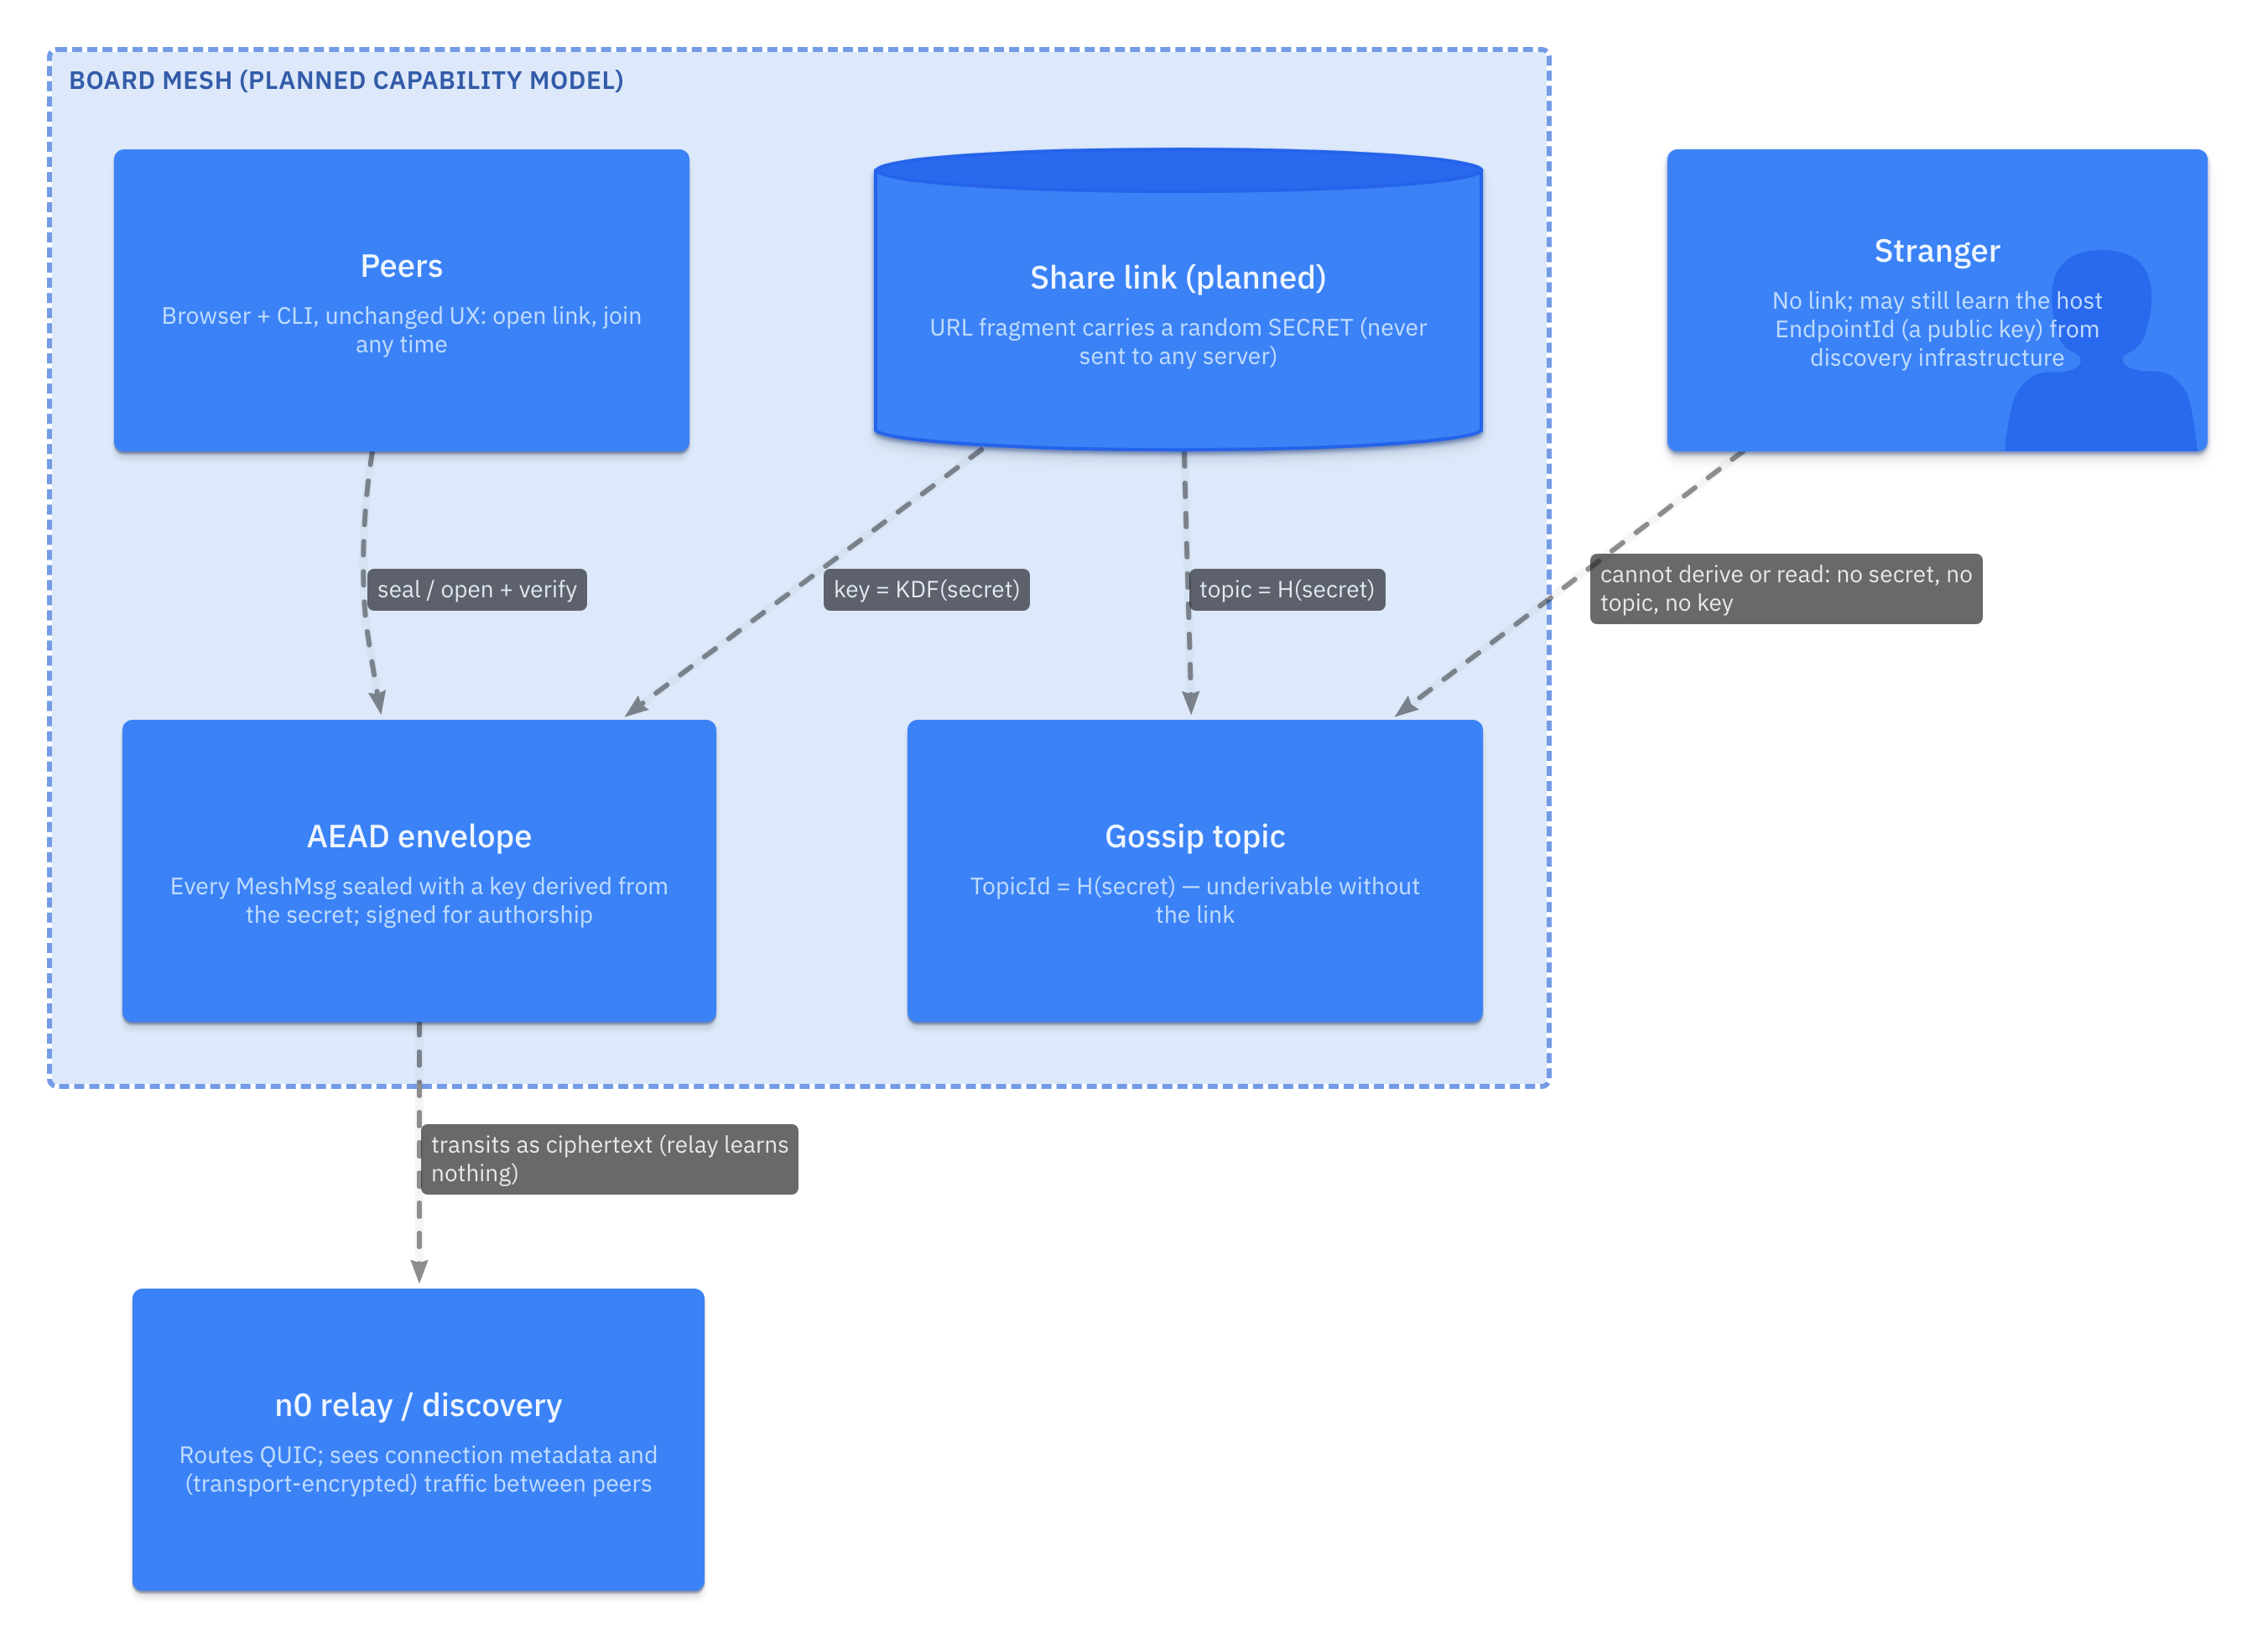 BOARD MESH (PLANNED CAPABILITY MODEL)
Peers
Browser + CLI, unchanged UX: open link, join
any time
Share link (planned)
URL fragment carries a random SECRET (never
sent to any server)
Stranger
No link; may still learn the host
EndpointId (a public key) from
discovery infrastructure
seal / open + verify
key = KDF(secret)
topic = H(secret)
cannot derive or read: no secret, no
topic, no key
AEAD envelope
Every MeshMsg sealed with a key derived from
the secret; signed for authorship
Gossip topic
TopicId = H(secret) — underivable without
the link
transits as ciphertext (relay learns
nothing)
n0 relay / discovery
Routes QUIC; sees connection metadata and
(transport-encrypted) traffic between peers